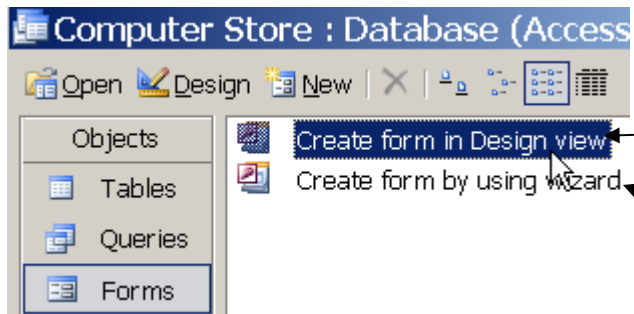 Computer Store : Database (Access
Open Design New
Objects
Create form in Design view
Tables
Create form by using wizard
Queries
Forms